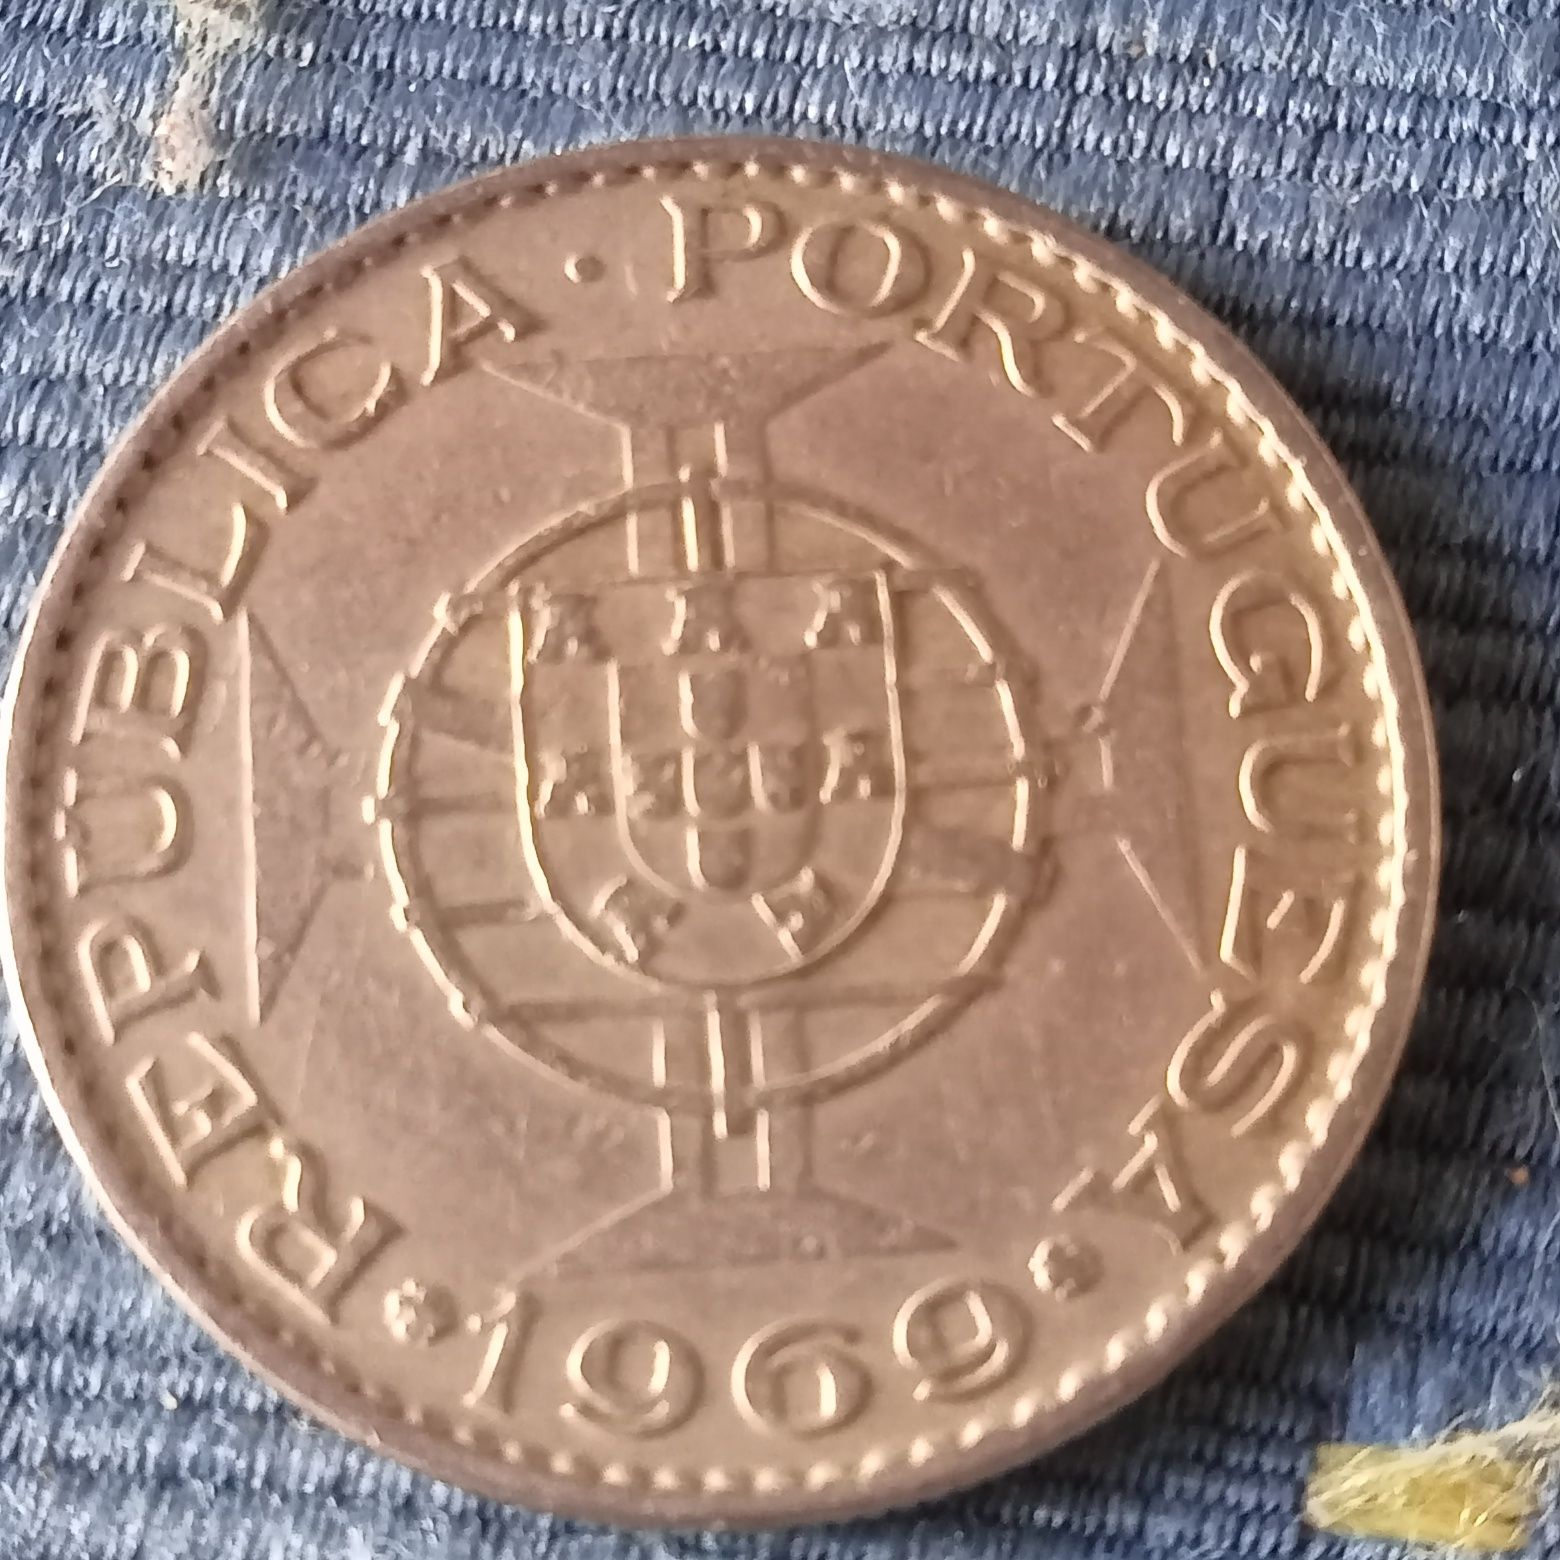 REPUBLICA · PORTUGUESA
1969